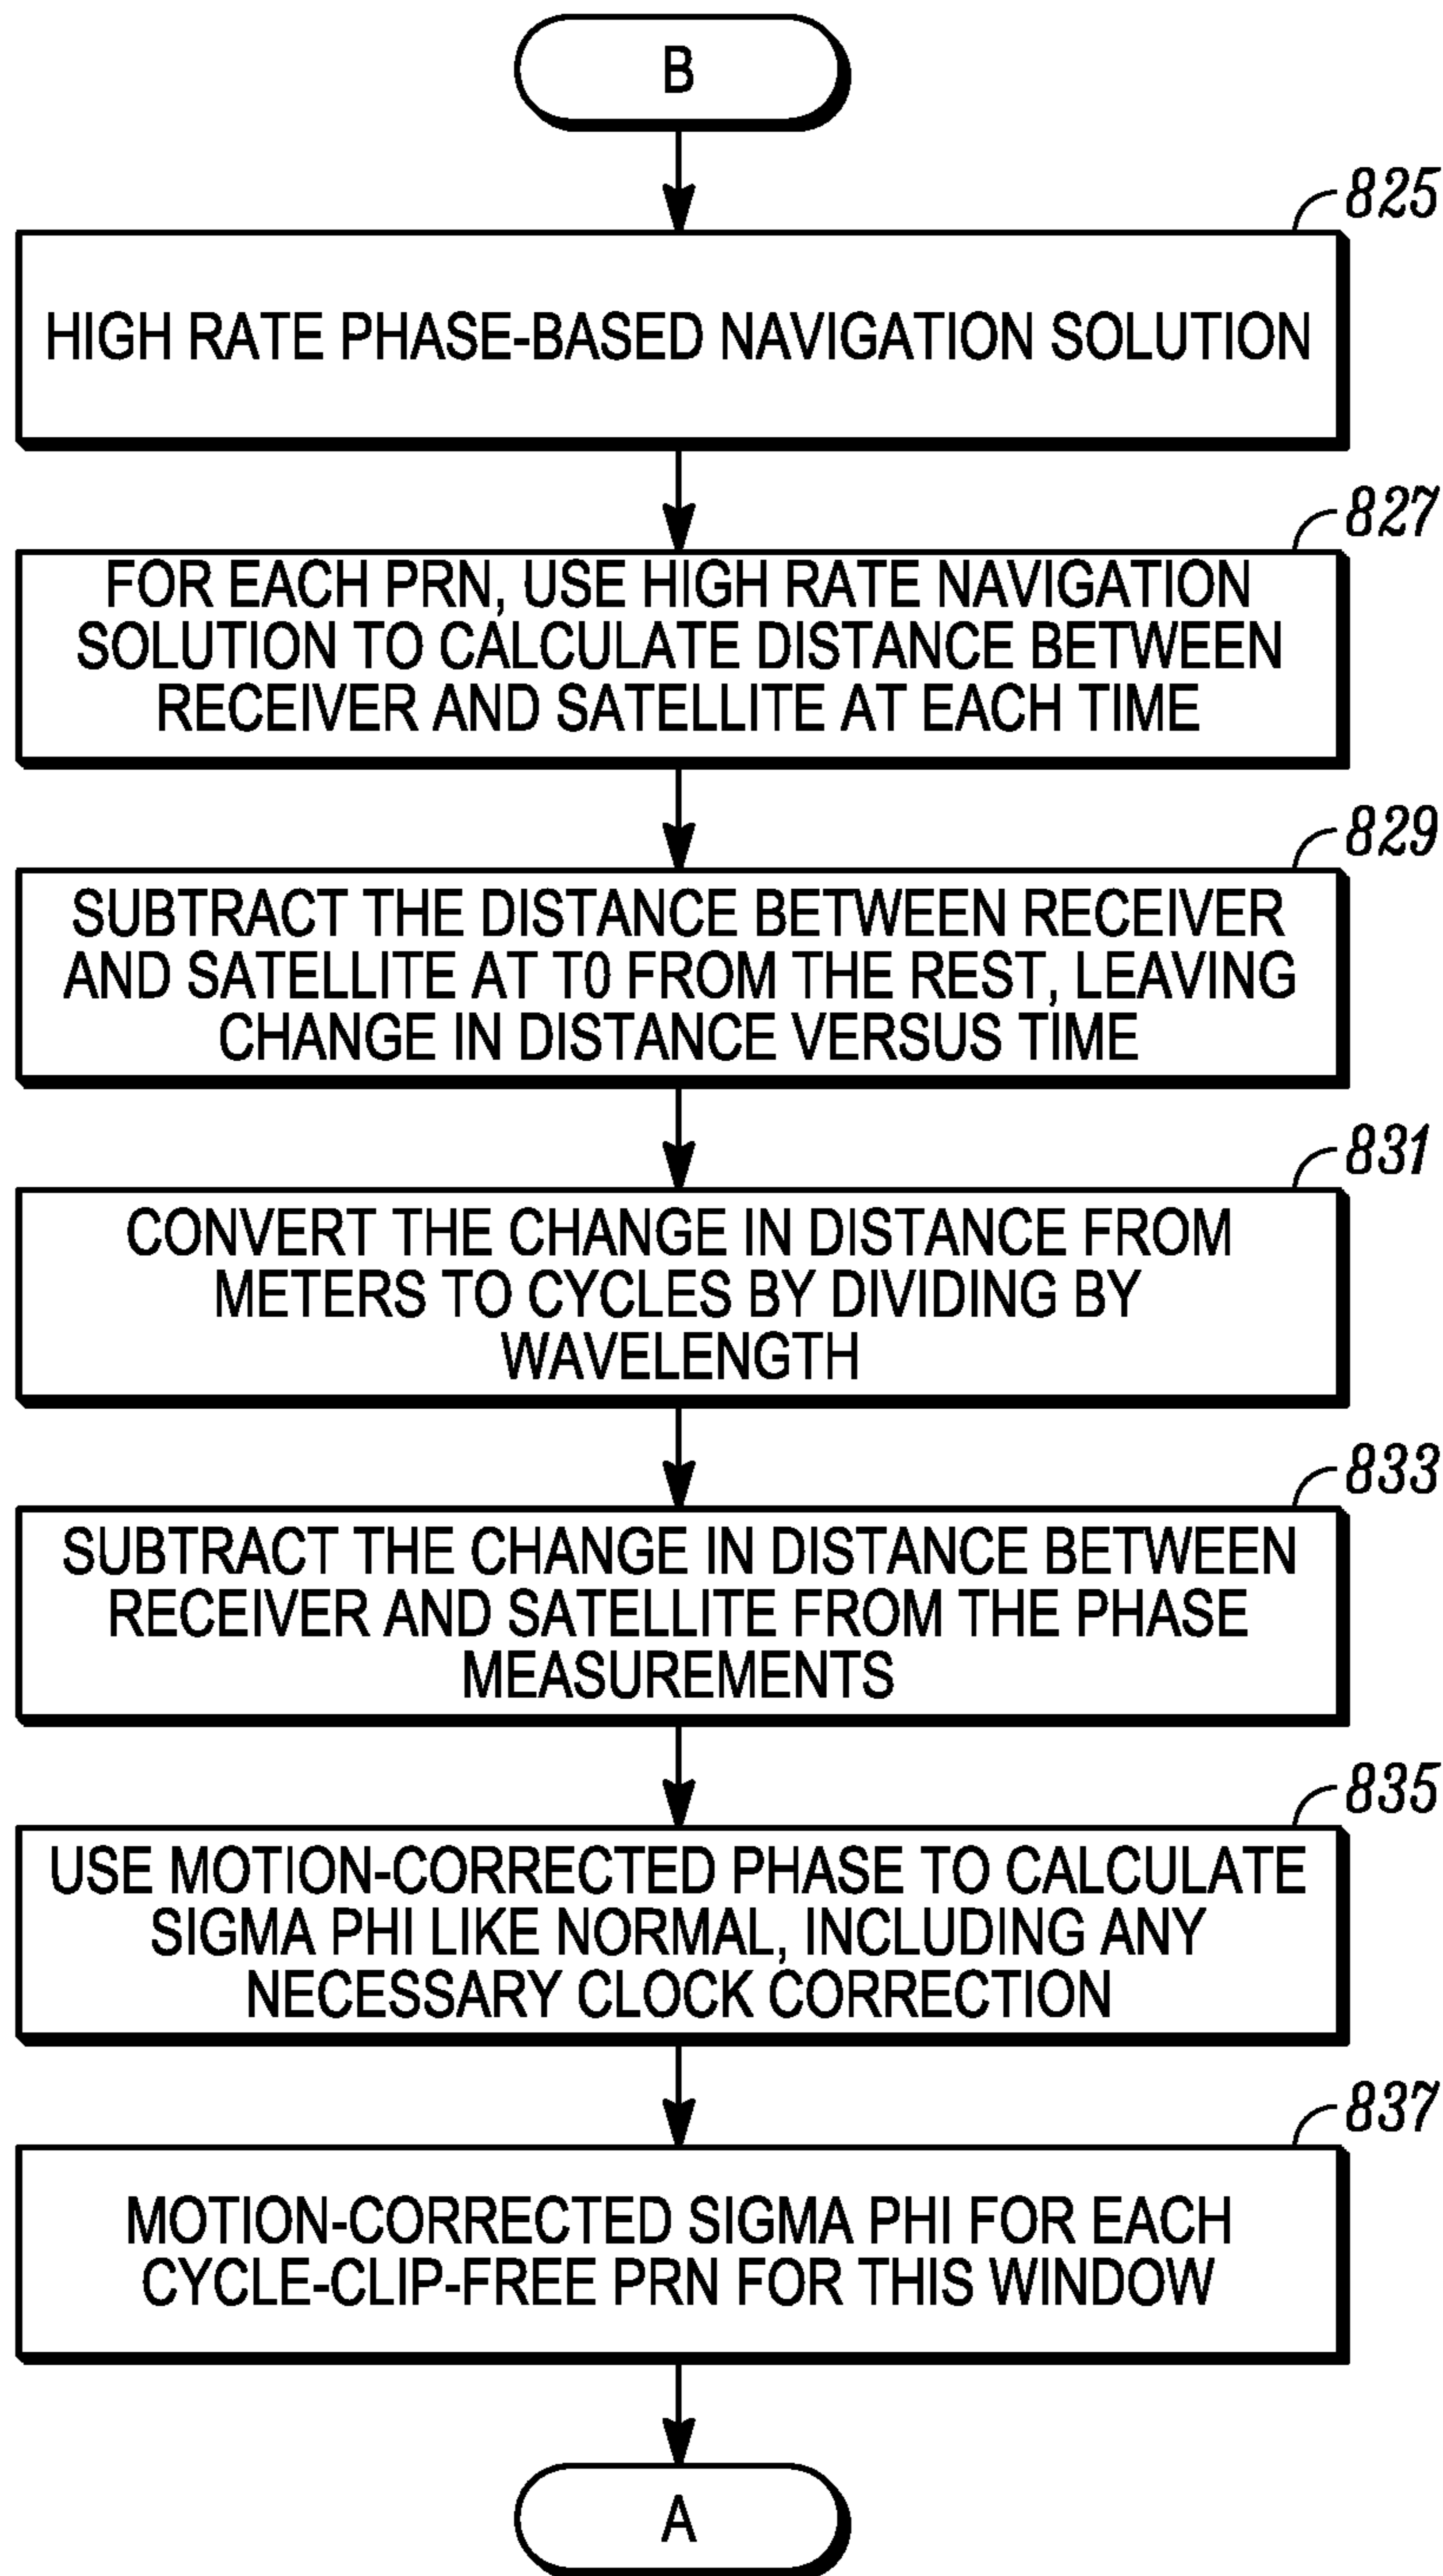 B
825
HIGH RATE PHASE-BASED NAVIGATION SOLUTION
827
FOR EACH PRN, USE HIGH RATE NAVIGATION
SOLUTION TO CALCULATE DISTANCE BETWEEN
RECEIVER AND SATELLITE AT EACH TIME
829
SUBTRACT THE DISTANCE BETWEEN RECEIVER
AND SATELLITE AT T0 FROM THE REST, LEAVING
CHANGE IN DISTANCE VERSUS TIME
831
CONVERT THE CHANGE IN DISTANCE FROM
METERS TO CYCLES BY DIVIDING BY
WAVELENGTH
833
SUBTRACT THE CHANGE IN DISTANCE BETWEEN
RECEIVER AND SATELLITE FROM THE PHASE
MEASUREMENTS
835
USE MOTION-CORRECTED PHASE TO CALCULATE
SIGMA PHI LIKE NORMAL, INCLUDING ANY
NECESSARY CLOCK CORRECTION
837
MOTION-CORRECTED SIGMA PHI FOR EACH
CYCLE-CLIP-FREE PRN FOR THIS WINDOW
A